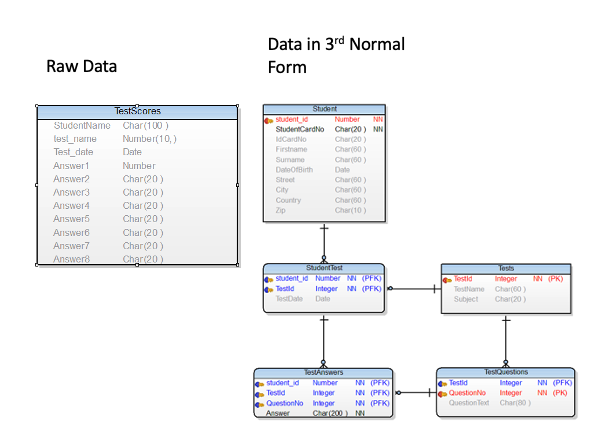 Raw Data
Data in 3rd Normal
Form
TestScores
StudentName Char(100 )
test_name Number(10, )
Test_date Date
Answer1 Number
Answer2 Char(20 )
Answer3 Char(20 )
Answer4 Char(20 )
Answer5 Char(20 )
Answer6 Char(20 )
Answer7 Char(20 )
Answer8 Char(20 )
Student
student_id Number NN
StudentCardNo Char(20 ) NN
IdCardNo Char(20 )
Firstname Char(60 )
Surname Char(60 )
DateOfBirth Date
Street Char(60 )
City Char(60 )
Country Char(60 )
Zip Char(10 )
StudentTest
student_id Number NN (PFK)
TestId Integer NN (PFK)
TestDate Date
Tests
TestId Integer NN (PK)
TestName Char(60 )
Subject Char(20 )
TestAnswers
student_id Number NN (PFK)
TestId Integer NN (PFK)
QuestionNo Integer NN (PFK)
Answer Char(200 ) NN
TestQuestions
TestId Integer NN (PFK)
QuestionNo Integer NN (PK)
QuestionText Char(80 )